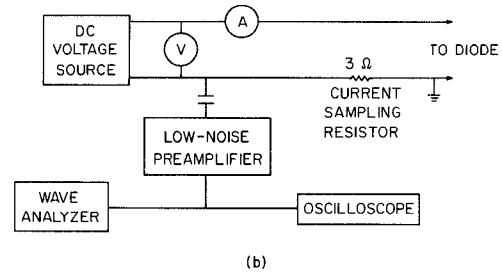 DC
VOLTAGE
SOURCE
A
V
TO DIODE
3 Ω
CURRENT
SAMPLING
RESISTOR
LOW-NOISE
PREAMPLIFIER
WAVE
ANALYZER
OSCILLOSCOPE
(b)